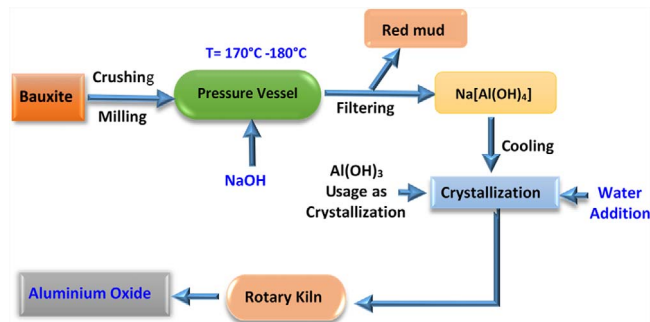 Red mud
T= 170°C -180°C
Crushing
Bauxite
Milling
Pressure Vessel
Filtering
Na[Al(OH)₄]
NaOH
Cooling
Al(OH)₃
Usage as
Crystallization
Crystallization
Water
Addition
Aluminium Oxide
Rotary Kiln